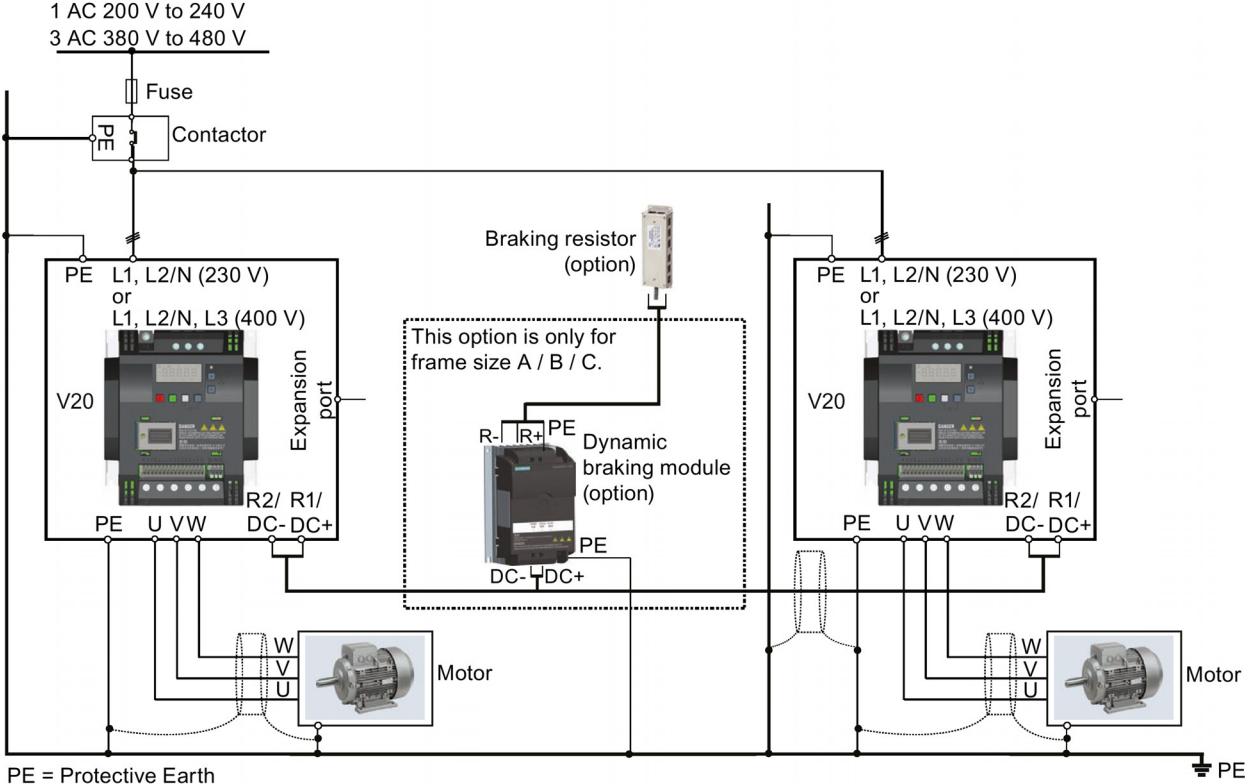 1 AC 200 V to 240 V
3 AC 380 V to 480 V
Fuse
PE
Contactor
Braking resistor
(option)
PE
L1, L2/N (230 V)
or
L1, L2/N, L3 (400 V)
V20
Expansion
port
R2/
DC-
R1/
DC+
PE
U
V
W
This option is only for
frame size A / B / C.
R-
R+
PE
Dynamic
braking module
(option)
PE
DC-
DC+
PE
L1, L2/N (230 V)
or
L1, L2/N, L3 (400 V)
V20
Expansion
port
R2/
DC-
R1/
DC+
PE
U
V
W
W
V
U
Motor
W
V
U
Motor
PE
PE = Protective Earth